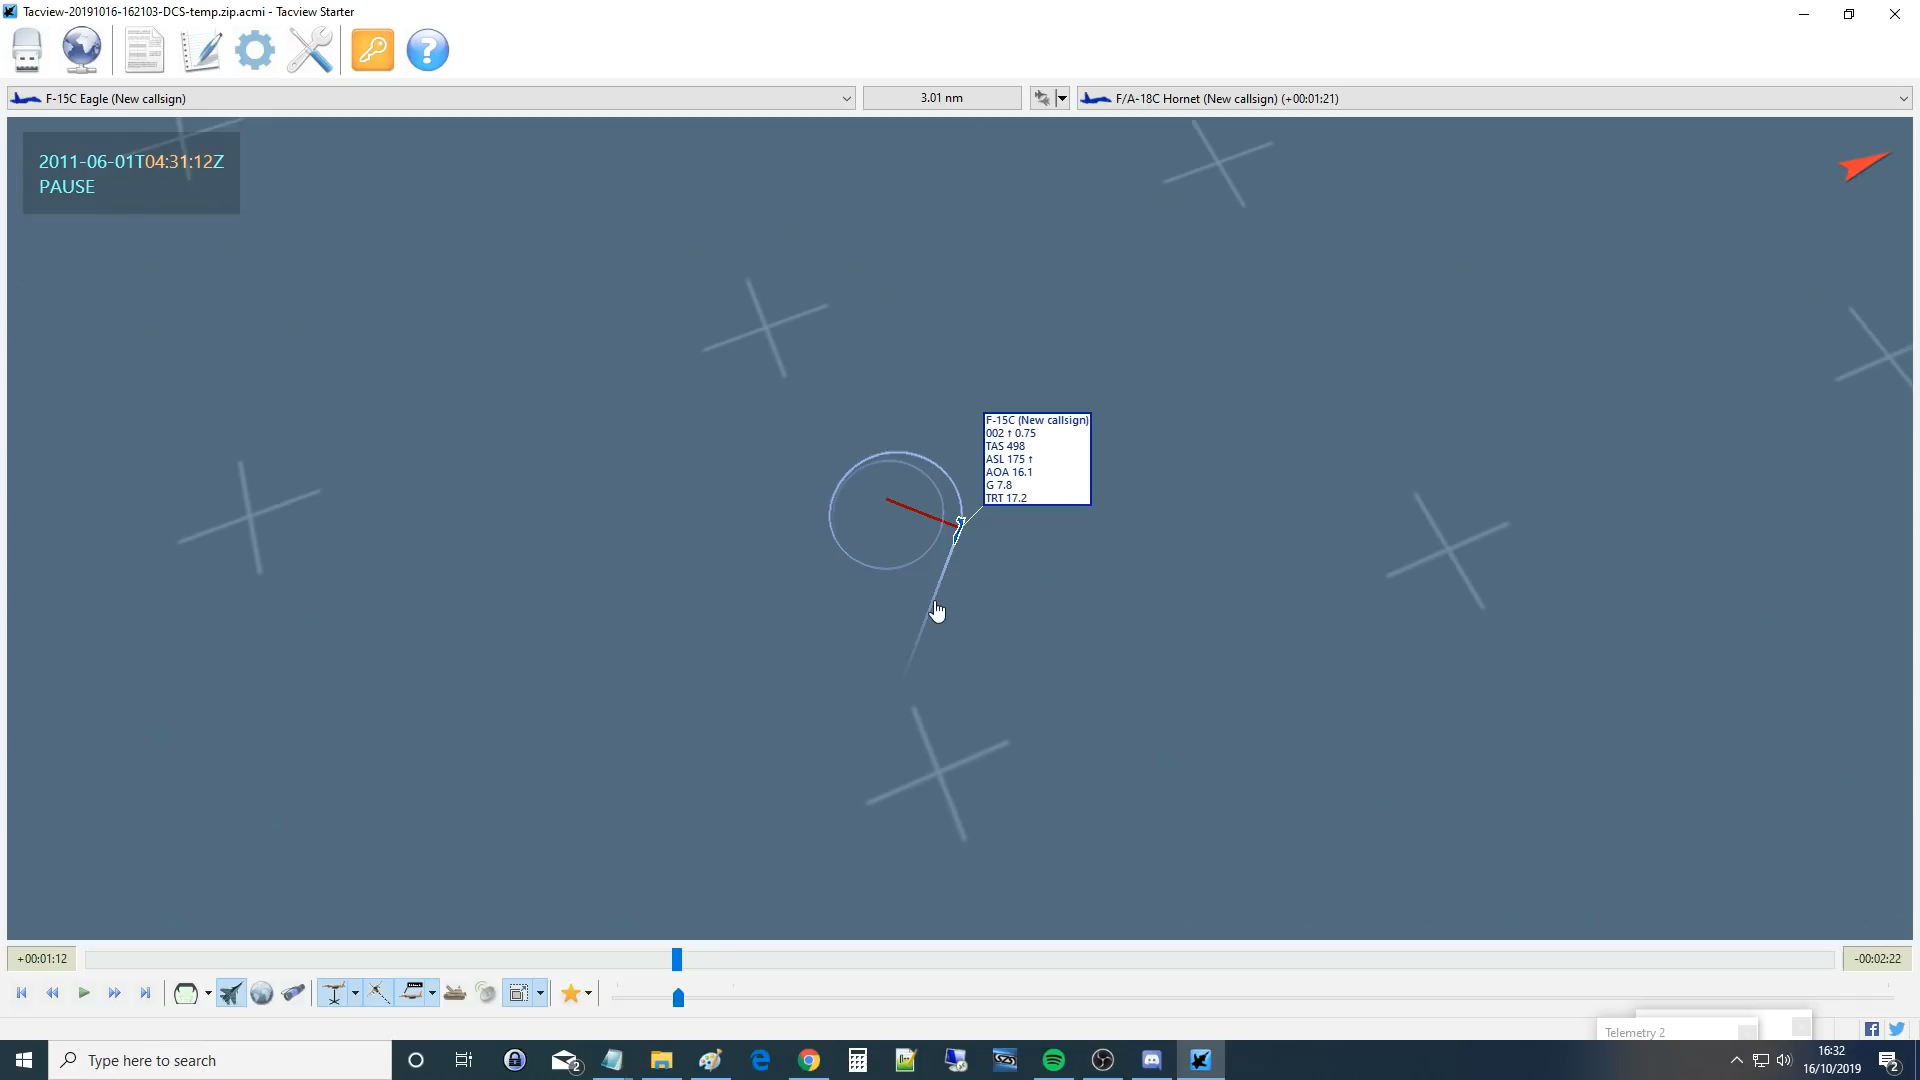 Tacview-20191016-162103-DCS-temp.zip.acmi - Tacview Starter
F-15C Eagle (New callsign)
3.01 nm
F/A-18C Hornet (New callsign) (+00:01:21)
2011-06-01T04:31:12Z
PAUSE
F-15C (New callsign)
002 ↑ 0.75
TAS 498
ASL 175 ↑
AOA 16.1
G 7.8
TRT 17.2
+00:01:12
-00:02:22
Telemetry 2
Type here to search
2
16:32
16/10/2019
2